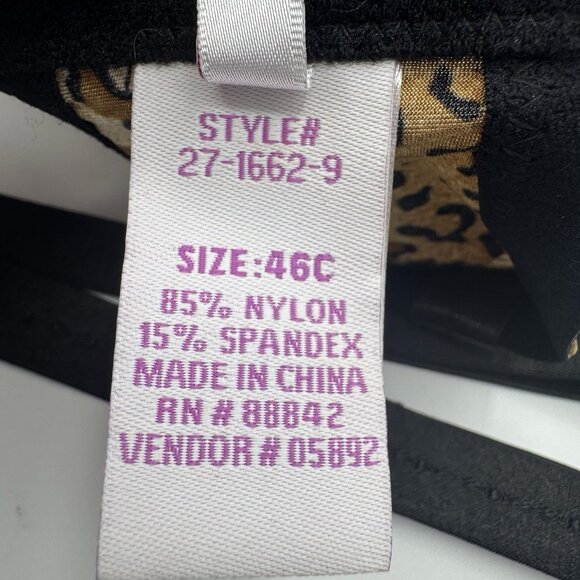 STYLE#
27-1662-9
SIZE:46C
85% NYLON
15% SPANDEX
MADE IN CHINA
RN # 88842
VENDOR # 05892